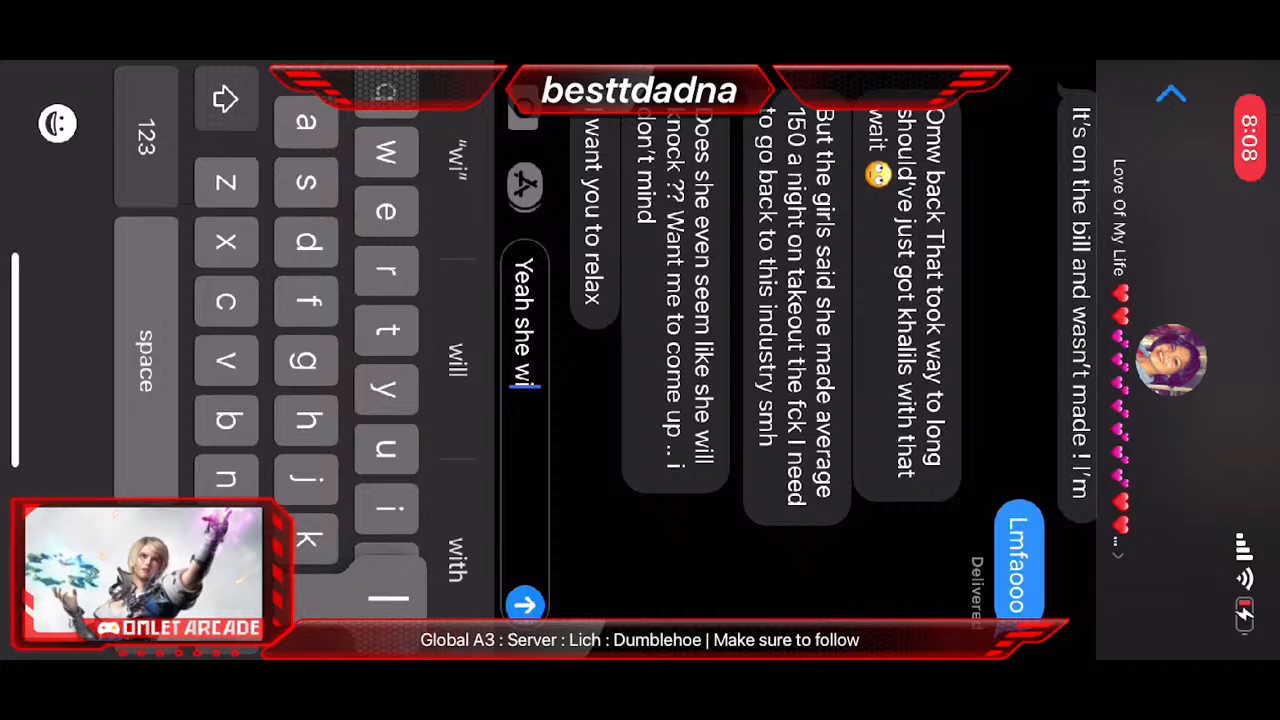 besttdadna
8:08
Love Of My Life ❤️❤️💕💕💕💕💕💕💕💕❤️❤️...
It's on the bill and wasn't made ! I'm
Lmfaooo
Delivered
Omw back That took way to long
should've just got khalils with that
wait 😳
But the girls said she made average
150 a night on takeout the fck I need
to go back to this industry smh
Does she even seem like she will
knock ?? Want me to come up .. i
don't mind
I want you to relax
Yeah she wi
"wi" will with
q w e r t y u i
a s d f g h j k l
z x c v b n
123 space
OMLET ARCADE
Global A3 : Server : Lich : Dumblehoe | Make sure to follow